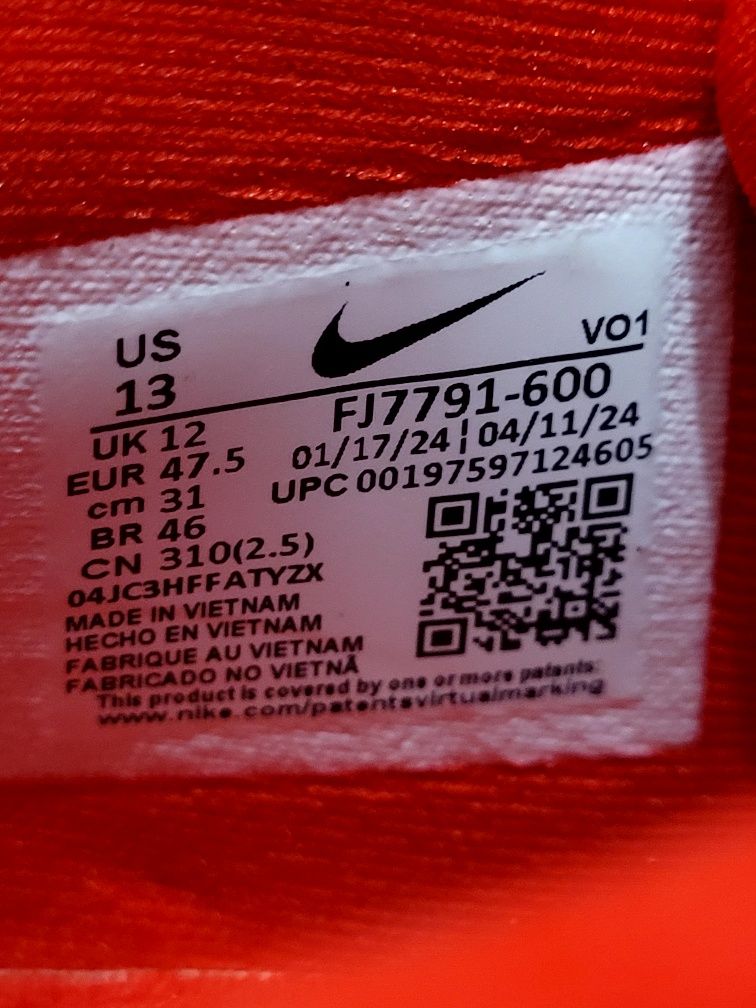 US
13
VO1
FJ7791-600
UK 12
01/17/24 ¦ 04/11/24
EUR 47.5
UPC 00197597124605
cm 31
BR 46
CN 310(2.5)
04JC3HFFATYZX
MADE IN VIETNAM
HECHO EN VIETNAM
FABRIQUE AU VIETNAM
FABRICADO NO VIETNÃ
This product is covered by one or more patents:
www.nike.com/patentsvirtualmarking